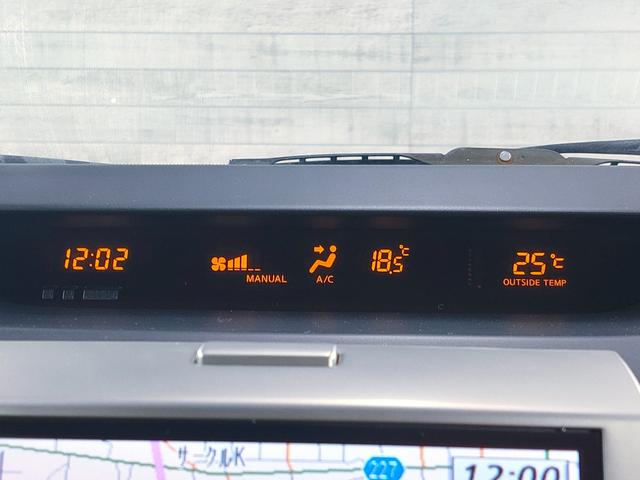 12:02
MANUAL
A/C
18.5℃
25℃
OUTSIDE TEMP
サークルK
227
12:00